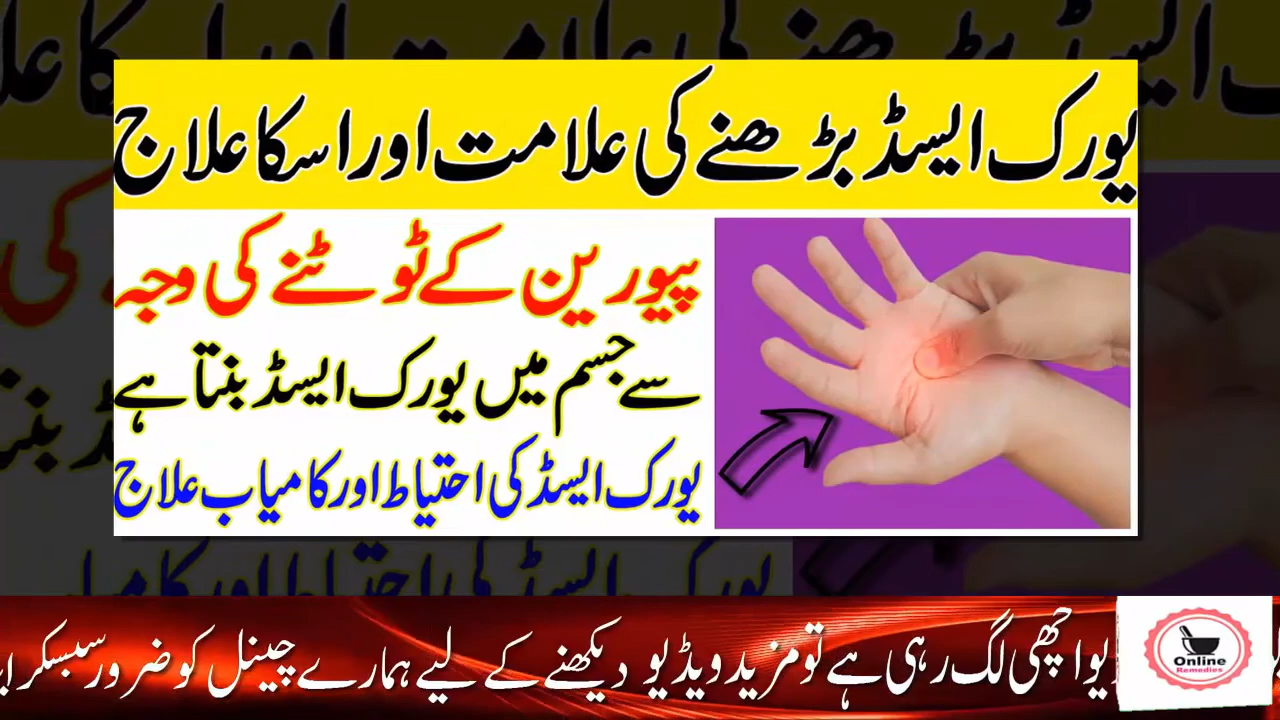 یورک ایسڈ بڑھنے کی علامت اور اسکا علاج
پیورین کے ٹوٹنے کی وجہ
سے جسم میں یورک ایسڈ بنتا ہے
یورک ایسڈ کی احتیاط اور کامیاب علاج
اچھی لگ رہی ہے تو مزید ویڈیو دیکھنے کے لیے ہمارے چینل کو ضرور
Online
Remedies